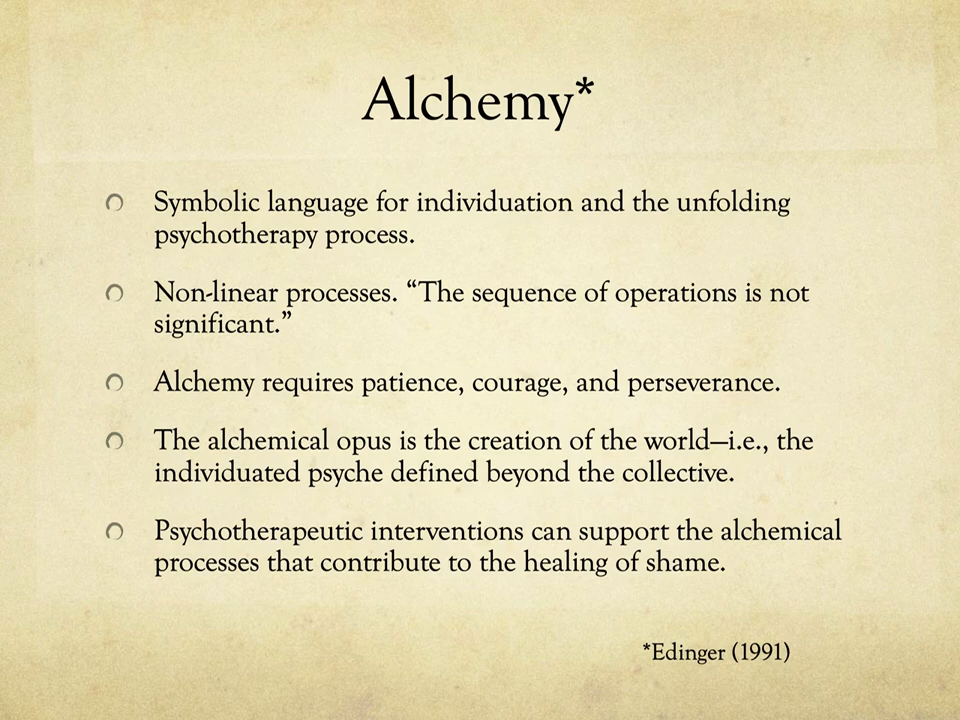 Alchemy*
Symbolic language for individuation and the unfolding
psychotherapy process.
Non-linear processes. “The sequence of operations is not
significant.”
Alchemy requires patience, courage, and perseverance.
The alchemical opus is the creation of the world—i.e., the
individuated psyche defined beyond the collective.
Psychotherapeutic interventions can support the alchemical
processes that contribute to the healing of shame.
*Edinger (1991)